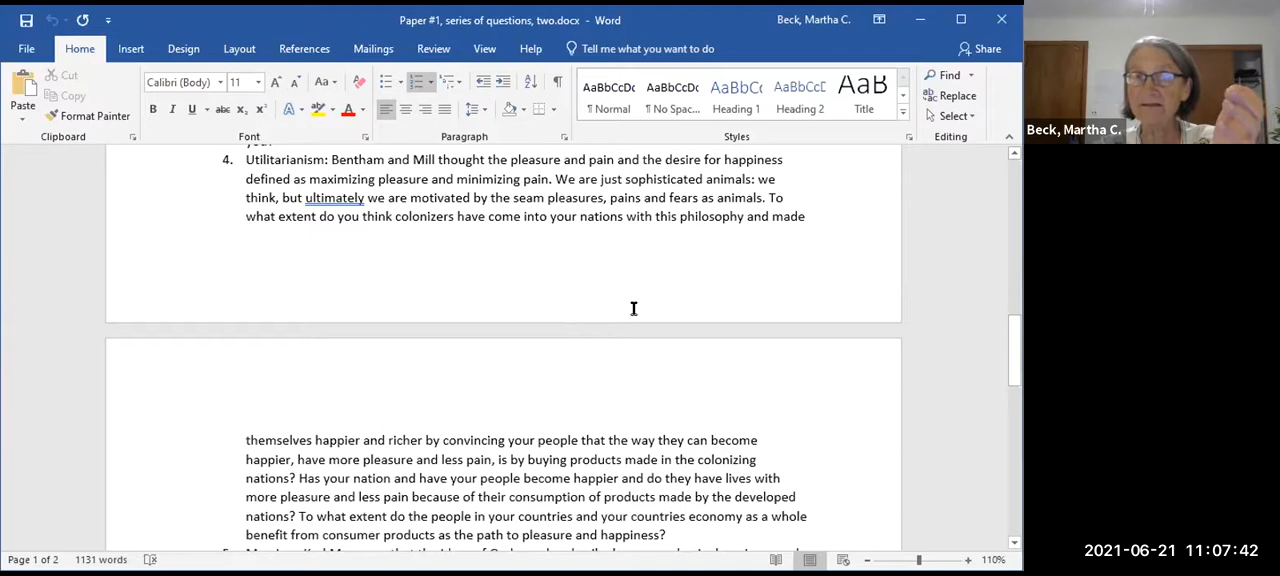 Paper #1, series of questions, two.docx - Word
Beck, Martha C.
File Home Insert Design Layout References Mailings Review View Help Tell me what you want to do Share
Paste
Cut
Copy
Format Painter
Clipboard
Calibri (Body) 11
Font
Paragraph
AaBbCcDc AaBbCcDc AaBbCc AaBbCcD AaB
¶ Normal ¶ No Spac... Heading 1 Heading 2 Title
Styles
Find
Replace
Select
Editing
Beck, Martha C.
4. Utilitarianism: Bentham and Mill thought the pleasure and pain and the desire for happiness
defined as maximizing pleasure and minimizing pain. We are just sophisticated animals: we
think, but ultimately we are motivated by the seam pleasures, pains and fears as animals. To
what extent do you think colonizers have come into your nations with this philosophy and made
themselves happier and richer by convincing your people that the way they can become
happier, have more pleasure and less pain, is by buying products made in the colonizing
nations? Has your nation and have your people become happier and do they have lives with
more pleasure and less pain because of their consumption of products made by the developed
nations? To what extent do the people in your countries and your countries economy as a whole
benefit from consumer products as the path to pleasure and happiness?
Page 1 of 2 1131 words
110%
2021-06-21 11:07:42